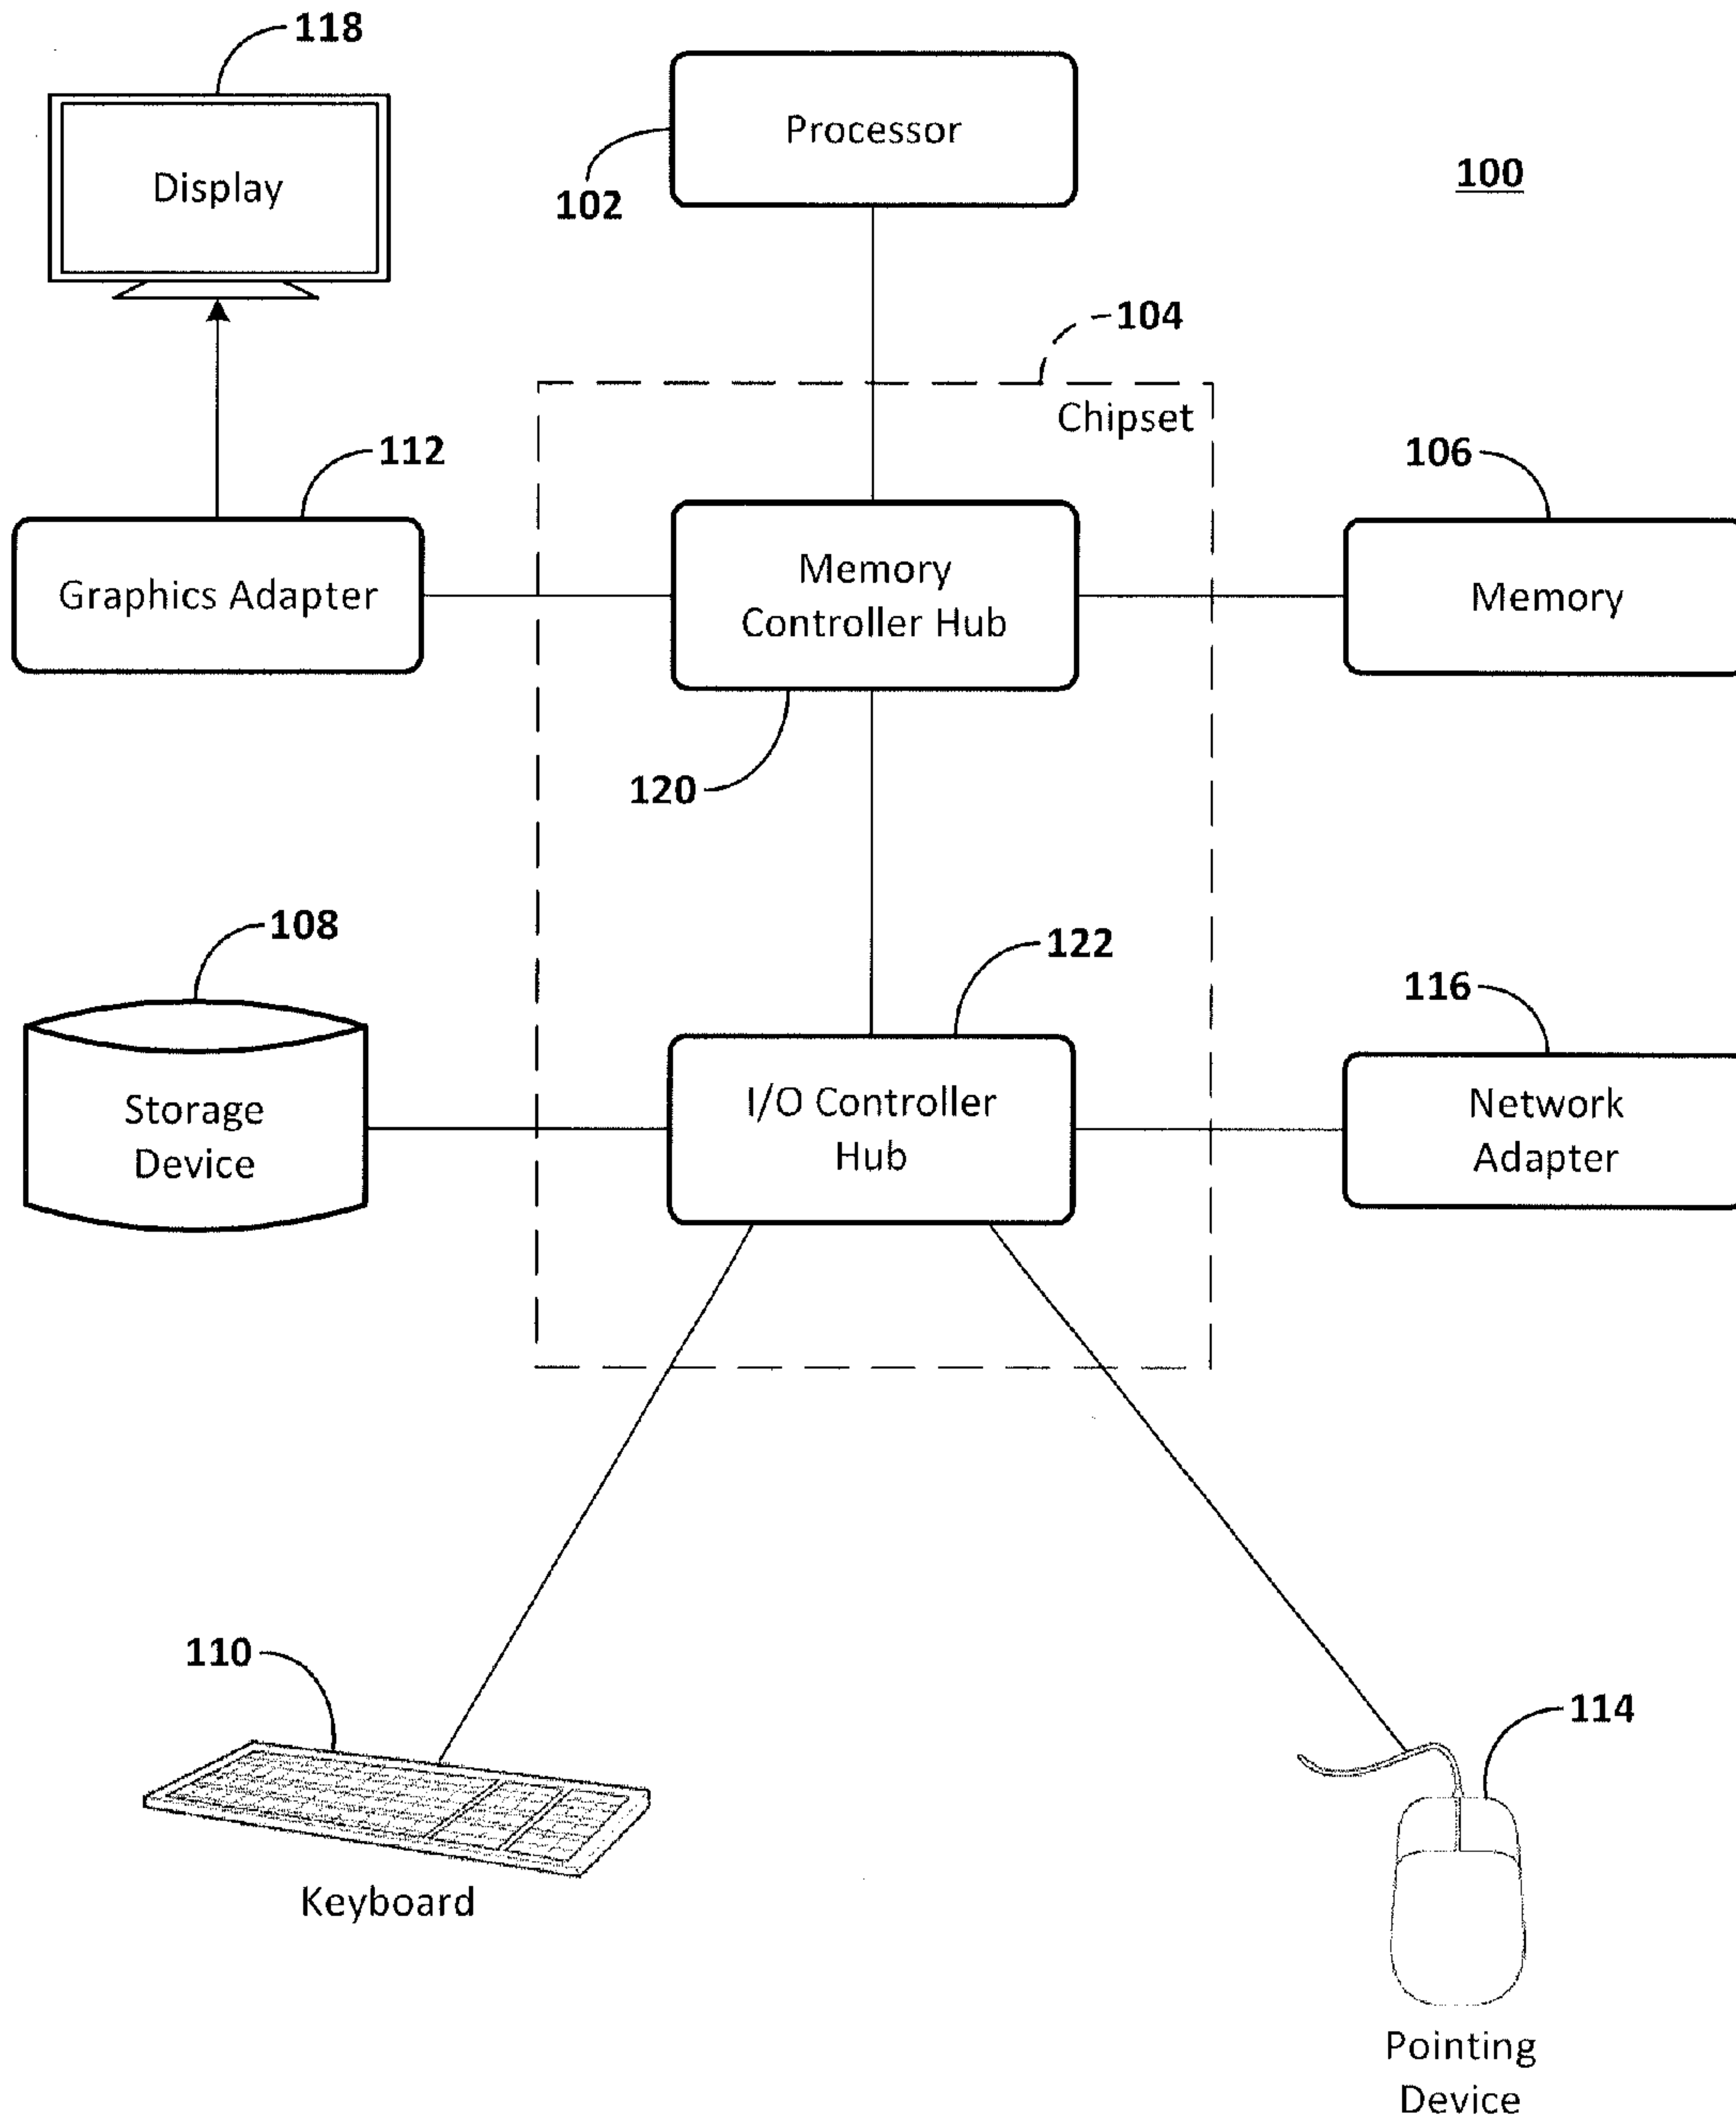 118
Processor
Display
100
102
104
Chipset
112
106
Graphics Adapter
Memory
Controller Hub
Memory
120
108
122
116
Storage
Device
I/O Controller
Hub
Network
Adapter
110
114
Keyboard
Pointing
Device